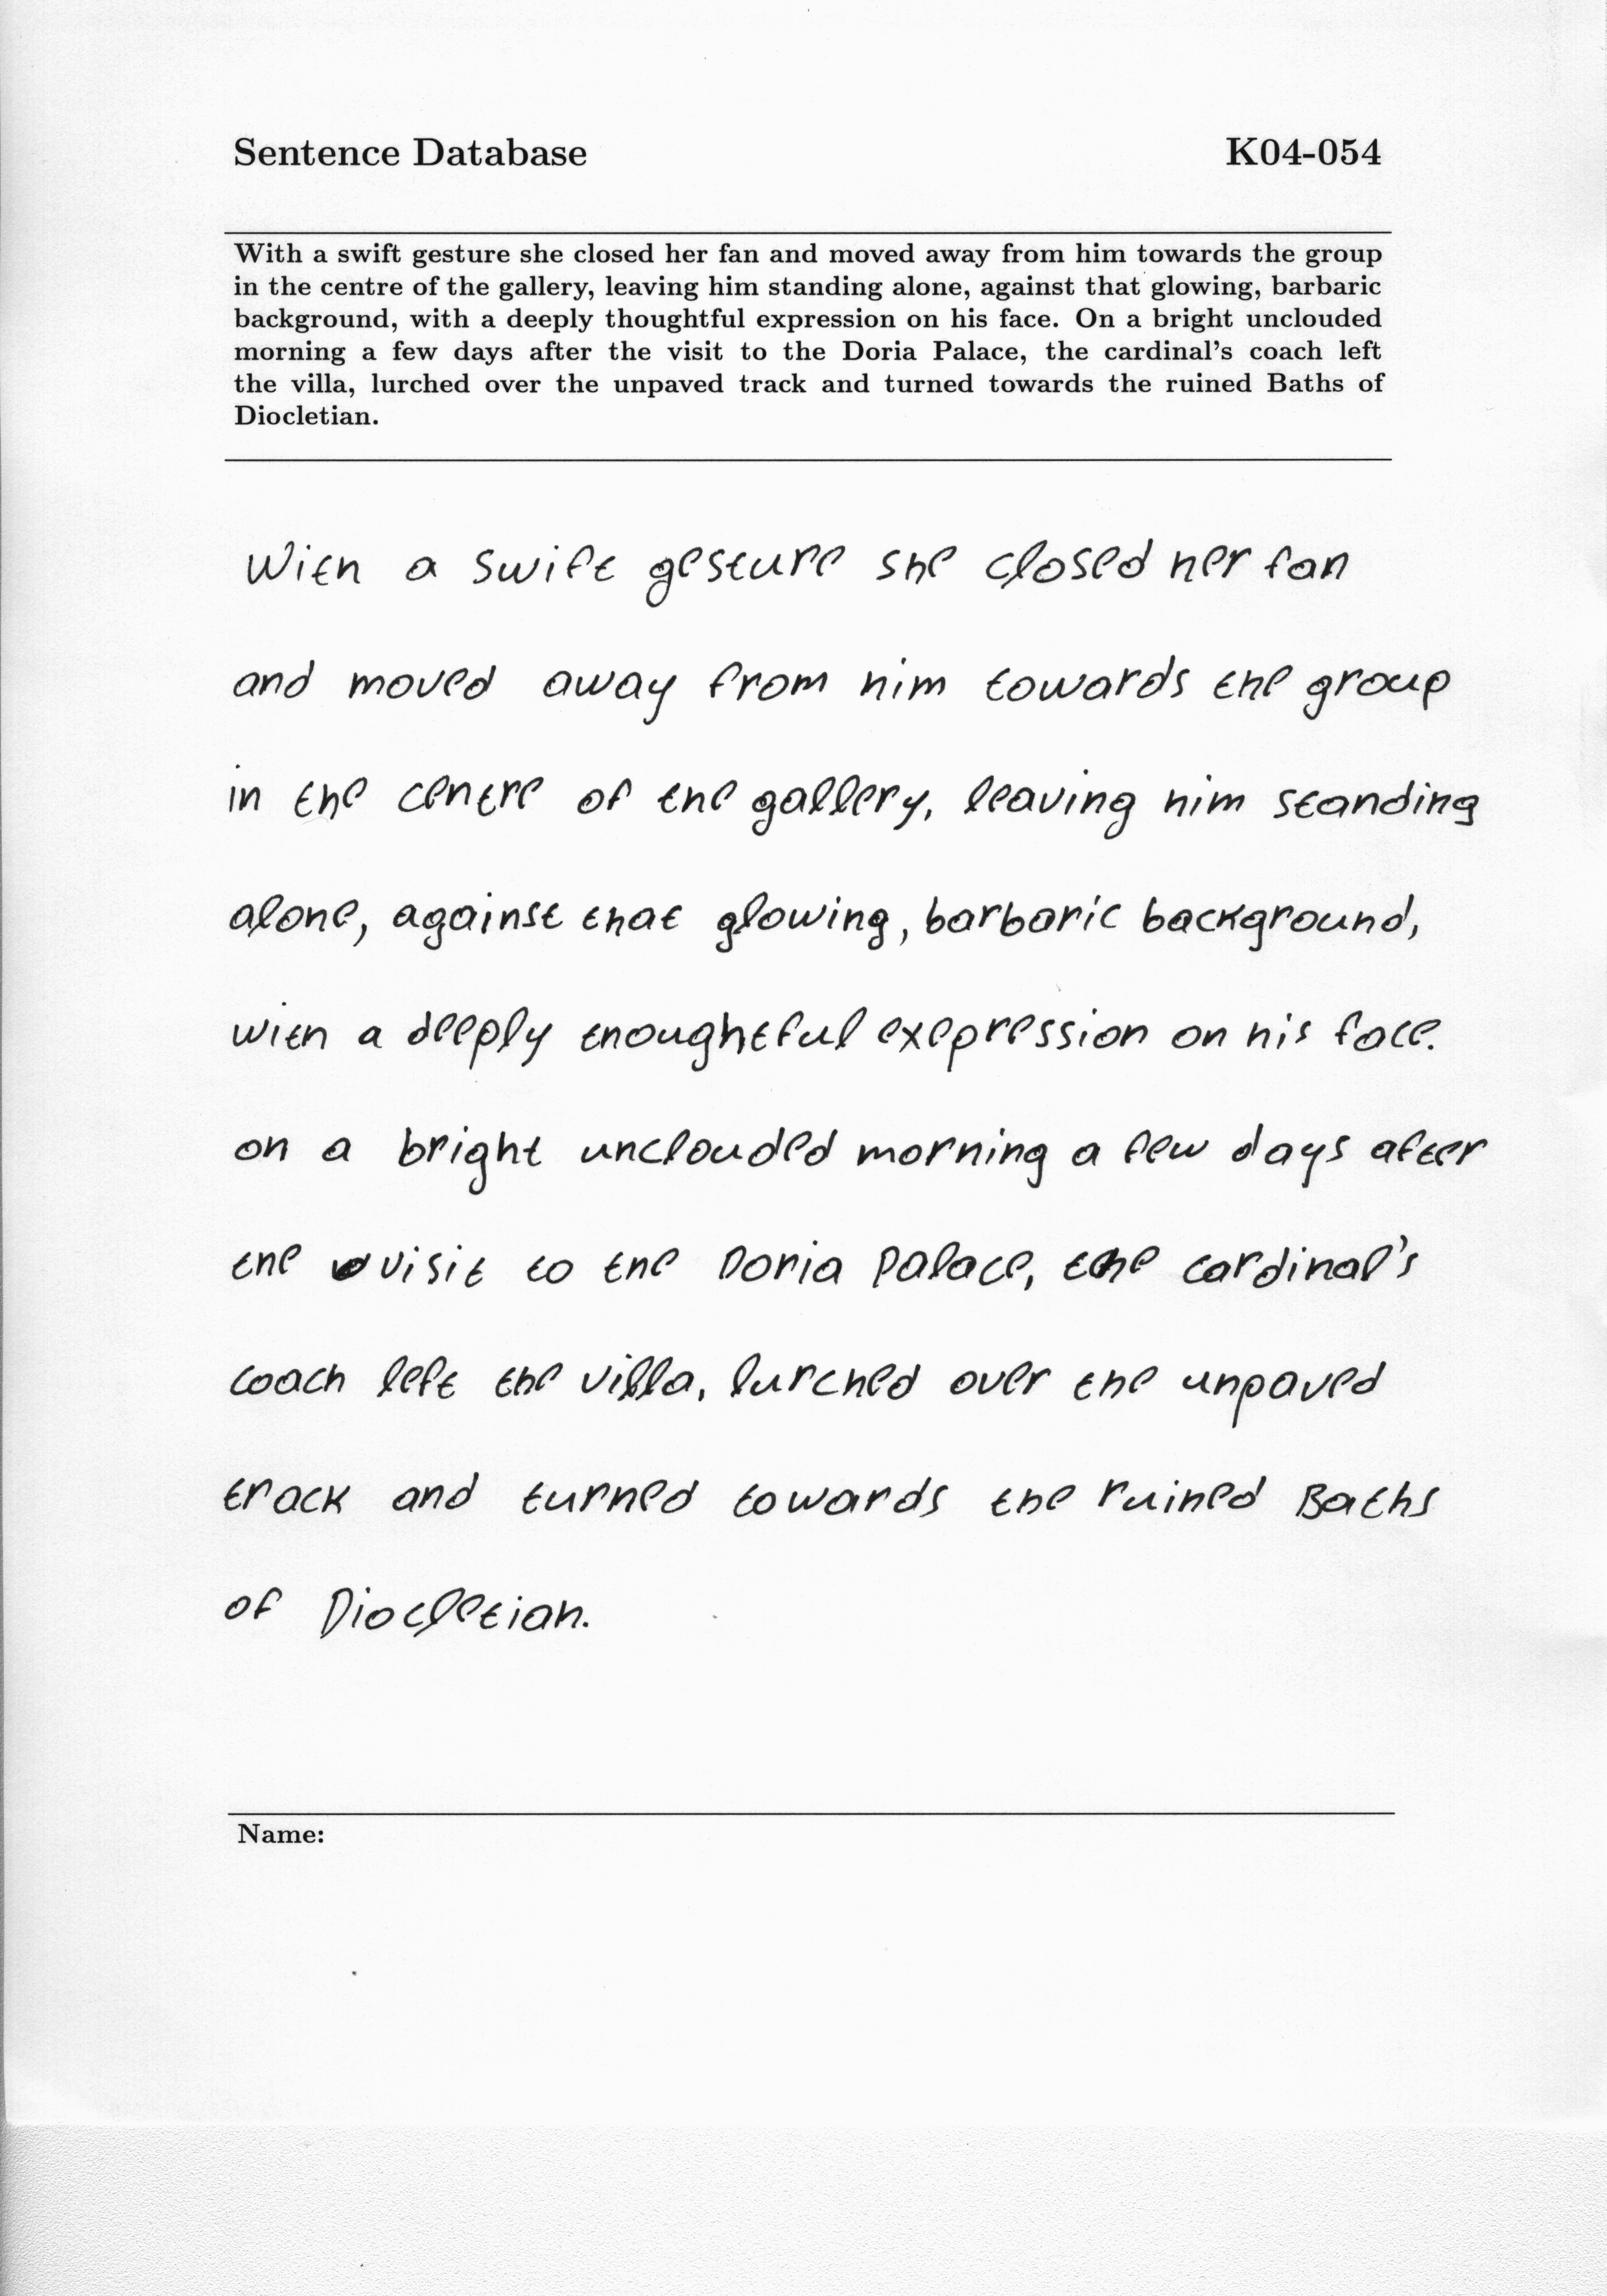 Sentence Database K04-054
With a swift gesture she closed her fan and moved away from him towards the group
in the centre of the gallery, leaving him standing alone, against that glowing, barbaric
background, with a deeply thoughtful expression on his face. On a bright unclouded
morning a few days after the visit to the Doria Palace, the cardinal's coach left
the villa, lurched over the unpaved track and turned towards the ruined Baths of
Diocletian.
With a swift gesture she closed her fan
and moved away from him towards the group
in the centre of the gallery, leaving him standing
alone, against that glowing, barbaric background,
with a deeply thoughtful exepression on his face.
on a bright unclouded morning a few days after
the visit to the Doria Palace, the cardinal's
coach left the villa, lurched over the unpaved
track and turned towards the ruined Baths
of Diocletian.
Name: